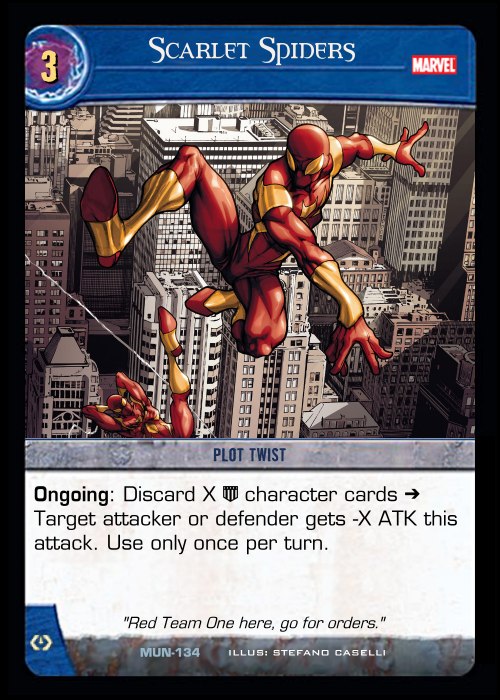 3
SCARLET SPIDERS
MARVEL
PLOT TWIST
Ongoing: Discard X character cards ➔
Target attacker or defender gets -X ATK this
attack. Use only once per turn.
"Red Team One here, go for orders."
MUN-134 ILLUS: STEFANO CASELLI